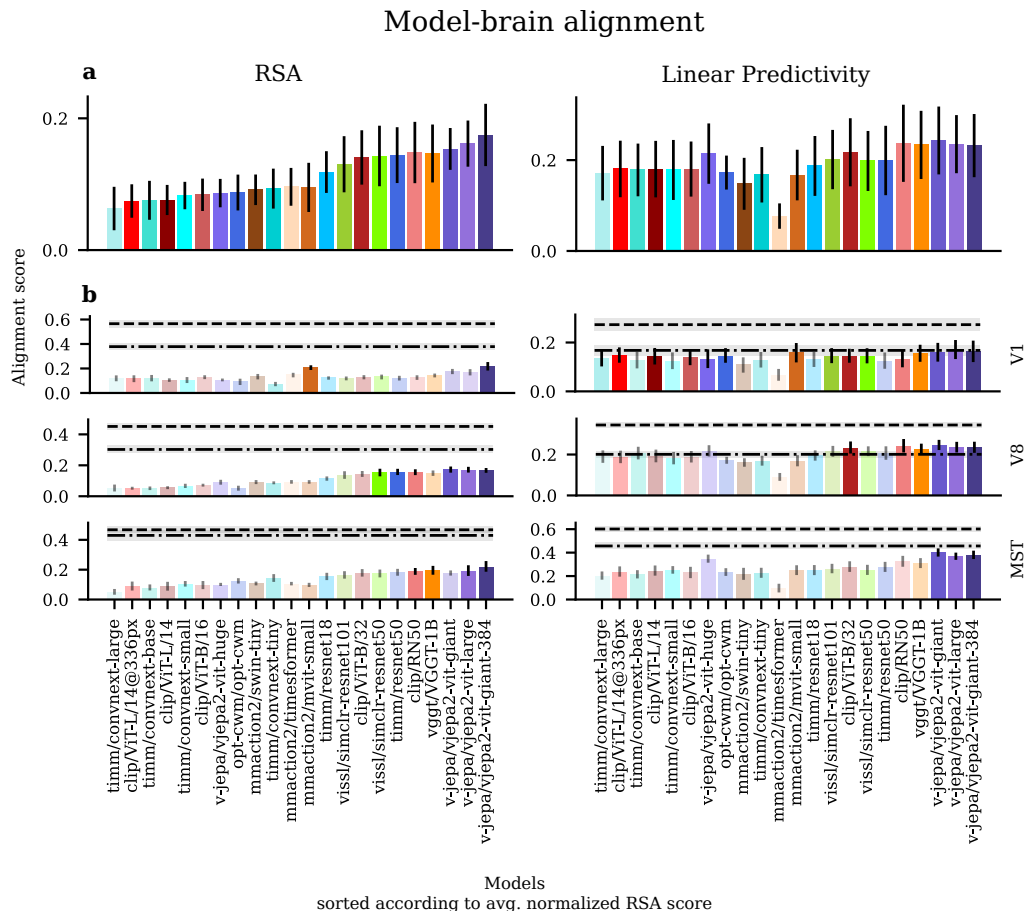 Model-brain alignment
a
RSA
Linear Predictivity
0.2
0.0
0.2
0.0
Alignment score
b
0.6
0.4
0.2
0.0
0.2
0.0
V1
0.4
0.2
0.0
0.2
0.0
V8
0.4
0.2
0.0
0.6
0.4
0.2
0.0
MST
timm/convnext-large
clip/ViT-L/14@336px
timm/convnext-base
clip/ViT-L/14
timm/convnext-small
clip/ViT-B/16
v-jepa/vjepa2-vit-huge
opt-cwm/opt-cwm
mmaction2/swin-tiny
timm/convnext-tiny
mmaction2/timesformer
mmaction2/mvit-small
timm/resnet18
vissl/simclr-resnet101
clip/ViT-B/32
vissl/simclr-resnet50
timm/resnet50
clip/RN50
vggt/VGGT-1B
v-jepa/vjepa2-vit-giant
v-jepa/vjepa2-vit-large
v-jepa/vjepa2-vit-giant-384
timm/convnext-large
clip/ViT-L/14@336px
timm/convnext-base
clip/ViT-L/14
timm/convnext-small
clip/ViT-B/16
v-jepa/vjepa2-vit-huge
opt-cwm/opt-cwm
mmaction2/swin-tiny
timm/convnext-tiny
mmaction2/timesformer
mmaction2/mvit-small
timm/resnet18
vissl/simclr-resnet101
clip/ViT-B/32
vissl/simclr-resnet50
timm/resnet50
clip/RN50
vggt/VGGT-1B
v-jepa/vjepa2-vit-giant
v-jepa/vjepa2-vit-large
v-jepa/vjepa2-vit-giant-384
Models
sorted according to avg. normalized RSA score